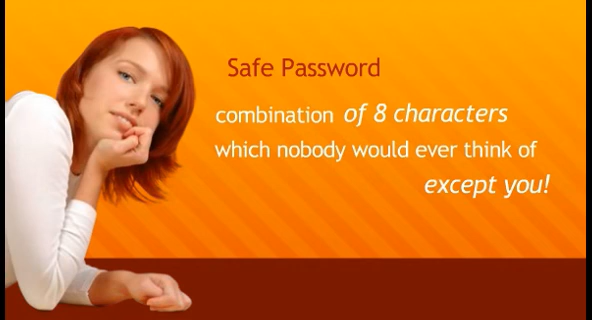 Safe Password
combination of 8 characters
which nobody would ever think of
except you!